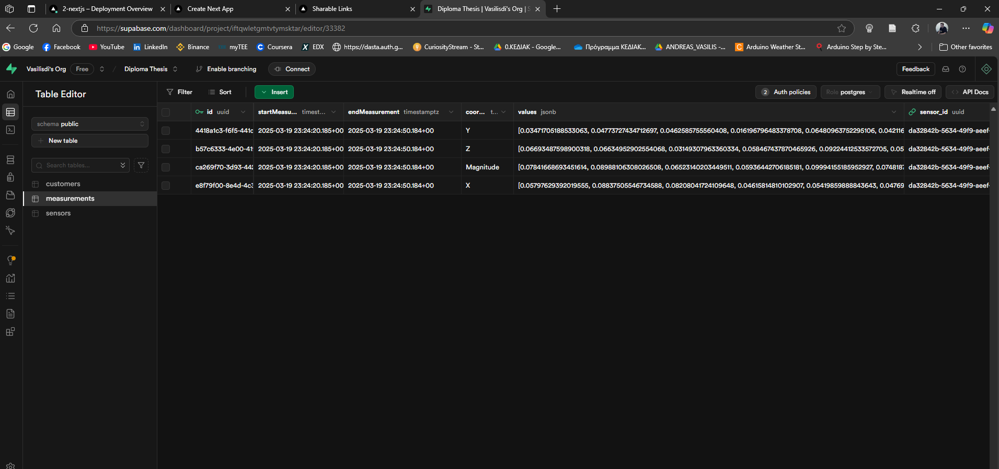 2-nextjs – Deployment Overview
Create Next App
Sharable Links
Diploma Thesis | Vasilisdi's Org | S
https://supabase.com/dashboard/project/iftqwletgmtvtymsktar/editor/33382
Google Facebook YouTube LinkedIn Binance myTEE Coursera EDX https://dasta.auth.g... CuriosityStream - St... 0.ΚΕΔΙΑΚ - Google... Πρόγραμμα ΚΕΔΙΑΚ... ANDREAS_VASILIS -... Arduino Weather St... Arduino Step by Ste... Other favorites
Vasilisdi's Org Free / Diploma Thesis Enable branching Connect Feedback
Table Editor
Filter Sort Insert 2 Auth policies Role postgres Realtime off API Docs
schema public
New table
Search tables...
customers
measurements
sensors
id uuid startMeasu... timest... endMeasurement timestamptz coor... t... values jsonb sensor_id uuid
4418a1c3-f6f5-441c 2025-03-19 23:24:20.185+00 2025-03-19 23:24:50.184+00 Y [0.03471705188533063, 0.04773727434712697, 0.0462585755560408, 0.016196796483378708, 0.06480963752295106, 0.042116 da32842b-5634-49f9-aeef-
b57c6333-4e00-419 2025-03-19 23:24:20.185+00 2025-03-19 23:24:50.184+00 Z [0.06693487598900318, 0.06634952902554068, 0.03149307963360334, 0.058467437870465926, 0.09224412533572705, 0.05 da32842b-5634-49f9-aeef-
ca269f70-3d93-442 2025-03-19 23:24:20.185+00 2025-03-19 23:24:50.184+00 Magnitude [0.07841668693451614, 0.08988106308026508, 0.06523140203449511, 0.05936442706185181, 0.09994155185952927, 0.0748187 da32842b-5634-49f9-aeef-
e8f79f00-8e4d-4c3 2025-03-19 23:24:20.185+00 2025-03-19 23:24:50.184+00 X [0.05797629392019555, 0.08837505546734588, 0.08208041724109648, 0.04615814810102907, 0.05419859888843643, 0.04769 da32842b-5634-49f9-aeef-